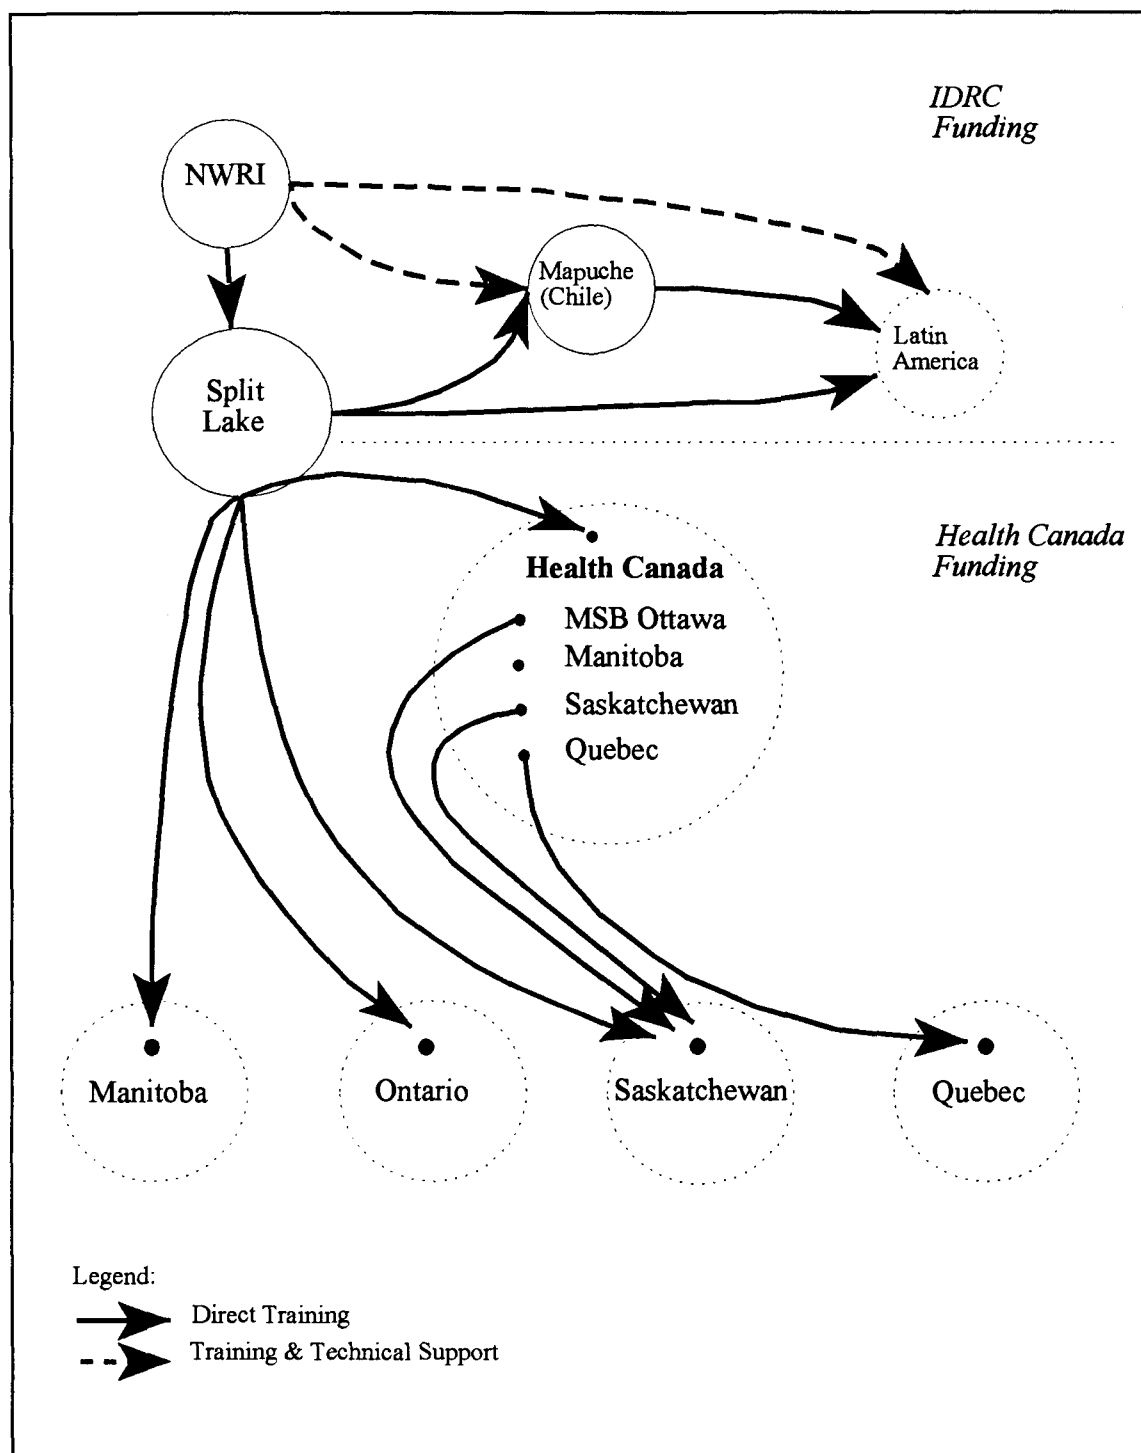 IDRC
Funding
NWRI
Mapuche
(Chile)
Latin
America
Split
Lake
Health Canada
Funding
Health Canada
MSB Ottawa
Manitoba
Saskatchewan
Quebec
Manitoba
Ontario
Saskatchewan
Quebec
Legend:
Direct Training
Training & Technical Support